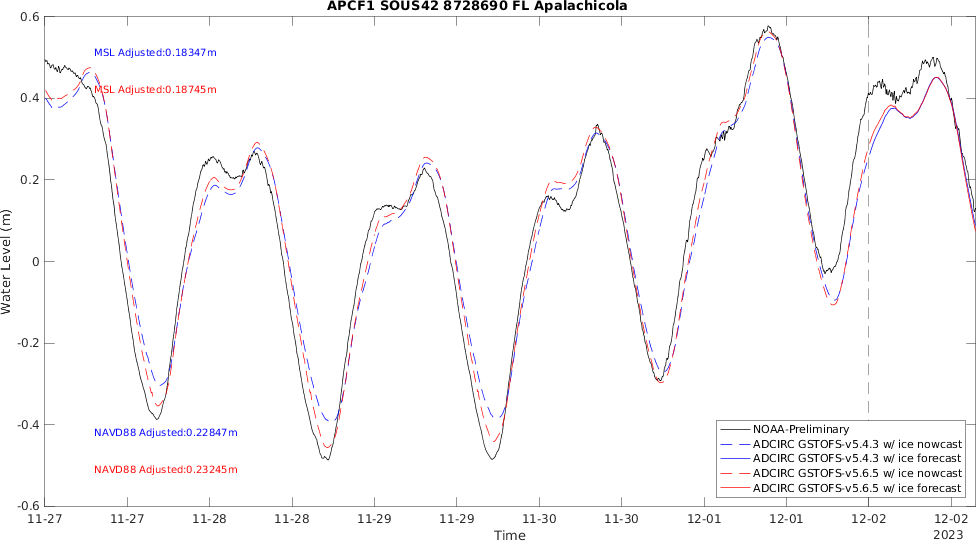 APCF1 SOUS42 8728690 FL Apalachicola
0.6
0.4
0.2
0
-0.2
-0.4
-0.6
Water Level (m)
MSL Adjusted:0.18347m
MSL Adjusted:0.18745m
NAVD88 Adjusted:0.22847m
NAVD88 Adjusted:0.23245m
NOAA-Preliminary
ADCIRC GSTOFS-v5.4.3 w/ ice nowcast
ADCIRC GSTOFS-v5.4.3 w/ ice forecast
ADCIRC GSTOFS-v5.6.5 w/ ice nowcast
ADCIRC GSTOFS-v5.6.5 w/ ice forecast
11-27 11-27 11-28 11-28 11-29 11-29 11-30 11-30 12-01 12-01 12-02 12-02
Time 2023